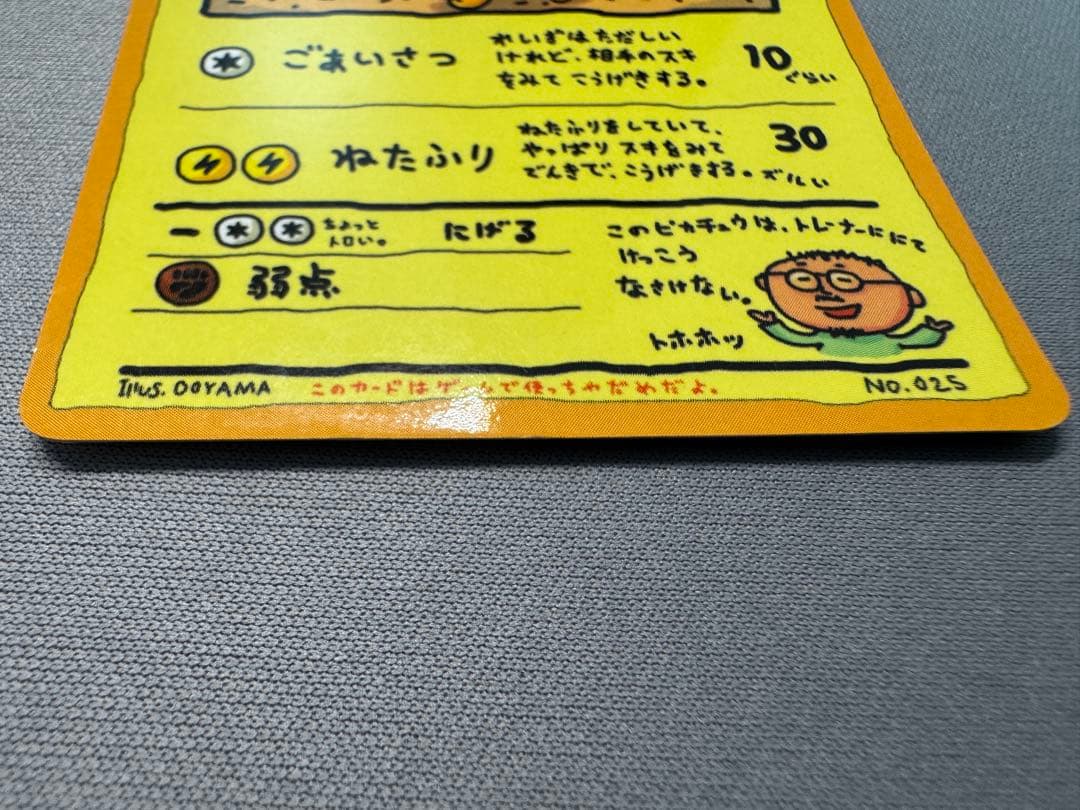 ごあいさつ
れいぎはただしい
けれど、相手のスキ
をみて こうげきする。
10
ぐらい
ねたふり
ねたふりをしていて、
やっぱり スキをみて
でんきで、こうげきする。ズルい
30
ー
ちょっと
トロい。
にげる
弱点
このピカチュウは、トレーナーににて
けっこう
なさけない。
トホホッ
Illus. OOYAMA
このカードはゲームで使っちゃだめだよ。
NO.025